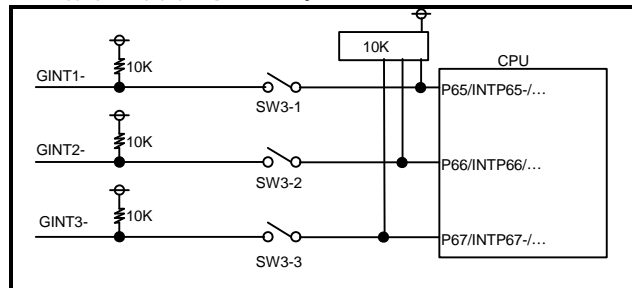 10K
CPU
10K
GINT1-
SW3-1
P65/INTP65-/…
10K
GINT2-
SW3-2
P66/INTP66/…
10K
GINT3-
SW3-3
P67/INTP67-/…